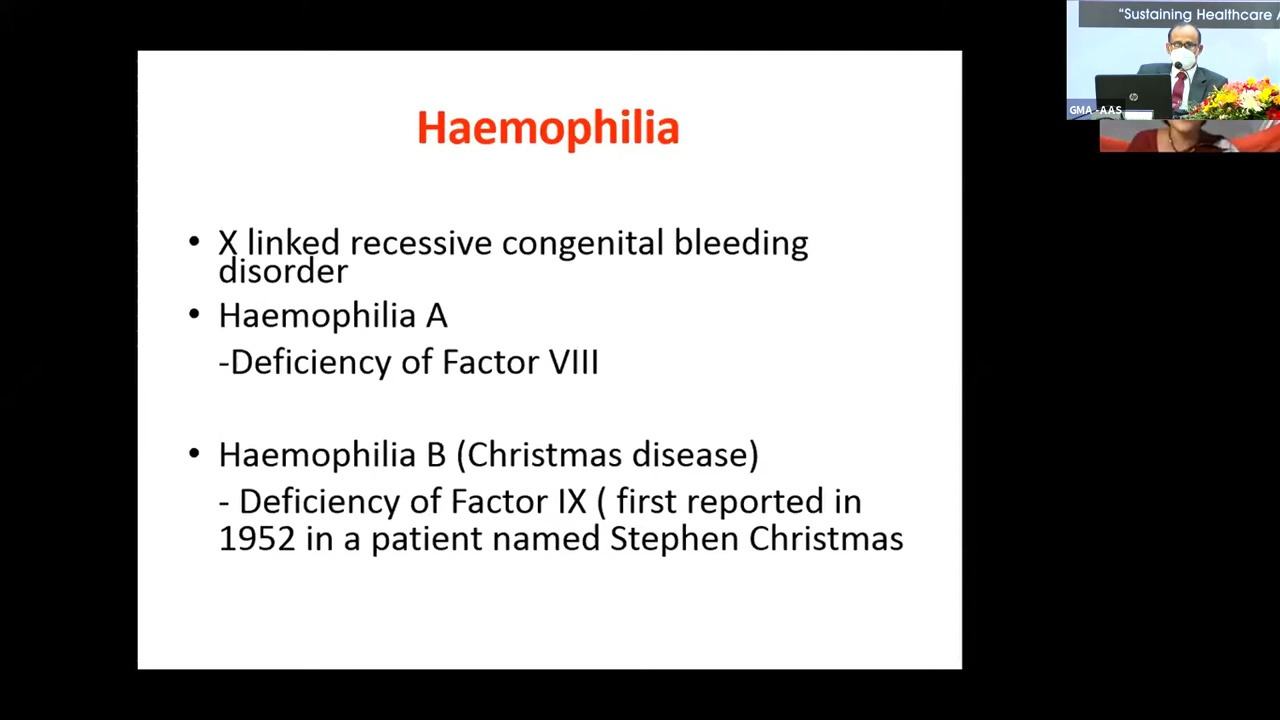 Haemophilia
• X linked recessive congenital bleeding
disorder
• Haemophilia A
-Deficiency of Factor VIII
• Haemophilia B (Christmas disease)
- Deficiency of Factor IX ( first reported in
1952 in a patient named Stephen Christmas
"Sustaining Healthcare A
hp
GMA -AAS